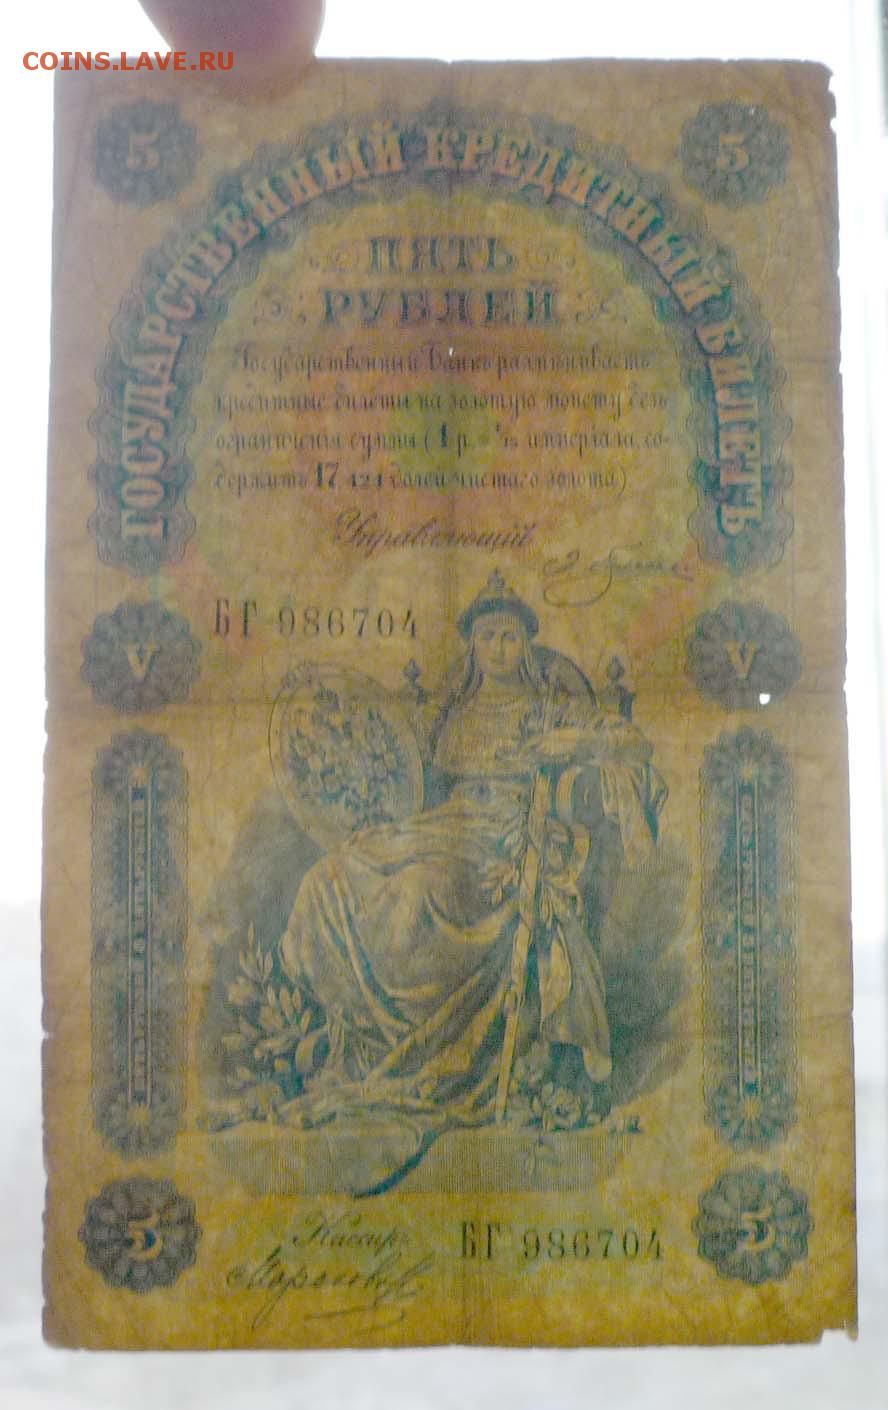 COINS.LAVE.RU
5 5
ГОСУДАРСТВЕННЫЙ КРЕДИТНЫЙ БИЛЕТЪ
ПЯТЬ
РУБЛЕЙ
Государственный Банкъ размѣниваетъ
кредитные билеты на золотую монету безъ
ограниченія суммы (1 р. = 1/15 имперіала, со-
держитъ 17,424 долей чистаго золота)
Управляющій
БГ 986704
V V
5 5
Кассиръ
БГ 986704